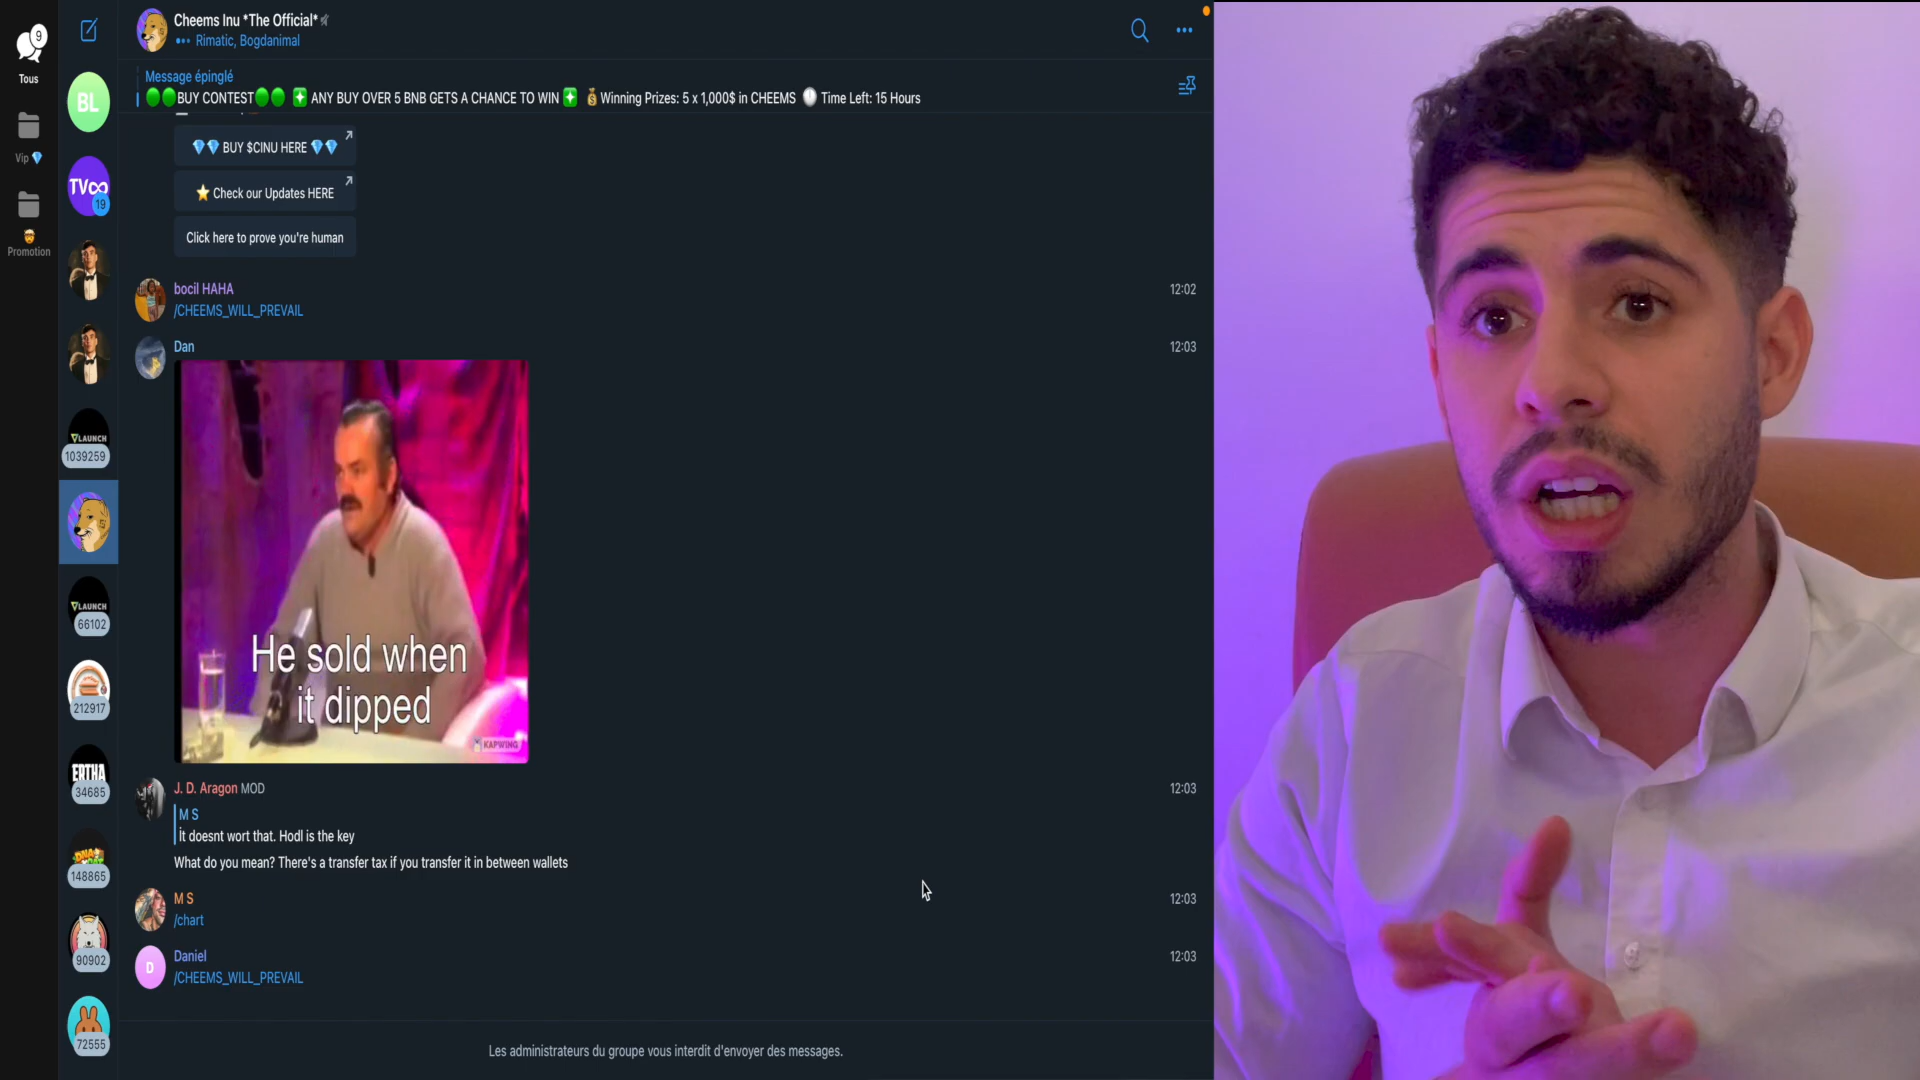 9
Tous
Vip
Promotion
BL
TV
19
VLAUNCH
1039259
VLAUNCH
66102
212917
ERTHA
34685
148865
90902
72555
Cheems Inu *The Official*
Rimatic, Bogdanimal
Message épinglé
BUY CONTEST ANY BUY OVER 5 BNB GETS A CHANCE TO WIN Winning Prizes: 5 x 1,000$ in CHEEMS Time Left: 15 Hours
BUY $CINU HERE
Check our Updates HERE
Click here to prove you're human
bocil HAHA 12:02
/CHEEMS_WILL_PREVAIL
Dan 12:03
He sold when
it dipped
KAPWING
J. D. Aragon MOD 12:03
M S
İt doesnt wort that. Hodl is the key
What do you mean? There's a transfer tax if you transfer it in between wallets
M S 12:03
/chart
D
Daniel 12:03
/CHEEMS_WILL_PREVAIL
Les administrateurs du groupe vous interdit d'envoyer des messages.